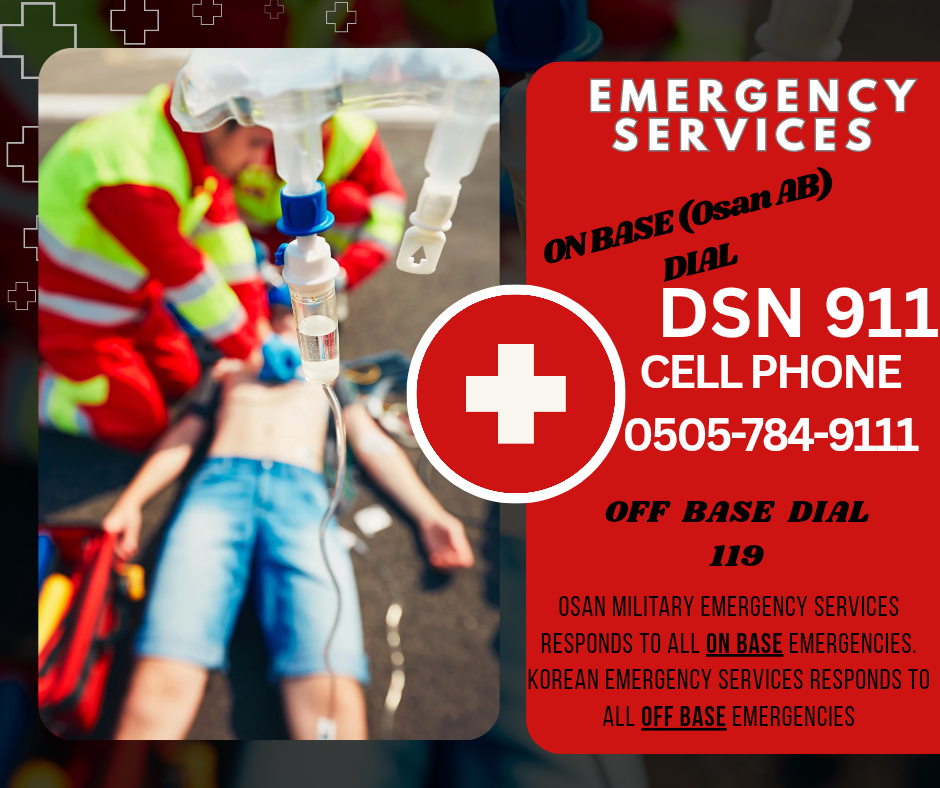 EMERGENCY
SERVICES
ON BASE (Osan AB)
DIAL
DSN 911
CELL PHONE
0505-784-9111
OFF BASE DIAL
119
OSAN MILITARY EMERGENCY SERVICES
RESPONDS TO ALL ON BASE EMERGENCIES.
KOREAN EMERGENCY SERVICES RESPONDS TO
ALL OFF BASE EMERGENCIES